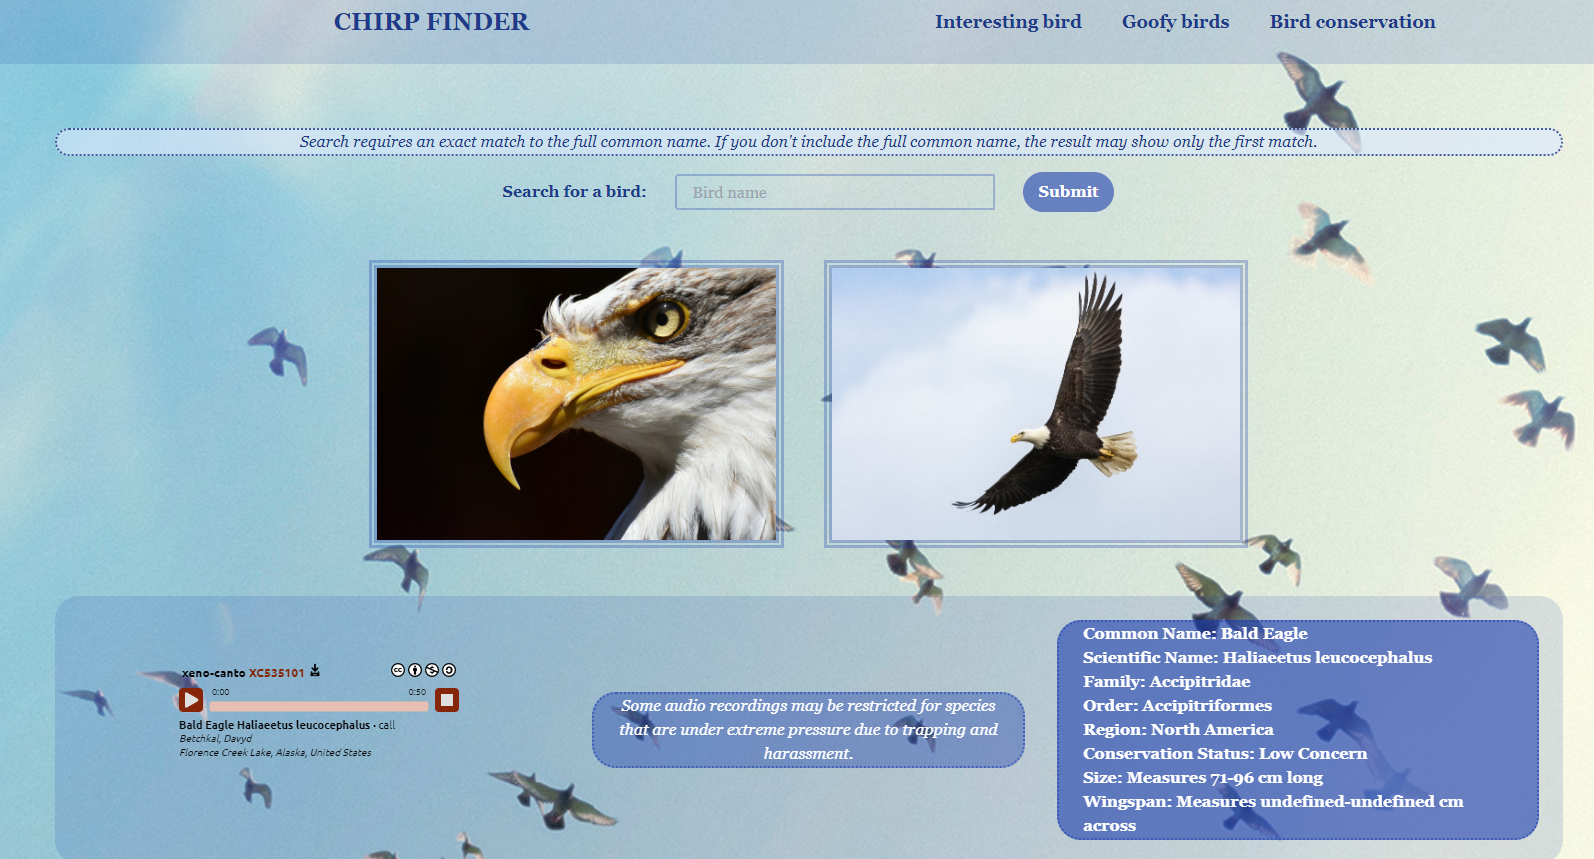 CHIRP FINDER
Interesting bird
Goofy birds
Bird conservation
Search requires an exact match to the full common name. If you don't include the full common name, the result may show only the first match.
Search for a bird:
Bird name
Submit
xeno-canto XC535101
0:00
0:50
Bald Eagle Haliaeetus leucocephalus · call
Betchkal, Davyd
Florence Creek Lake, Alaska, United States
Some audio recordings may be restricted for species
that are under extreme pressure due to trapping and
harassment.
Common Name: Bald Eagle
Scientific Name: Haliaeetus leucocephalus
Family: Accipitridae
Order: Accipitriformes
Region: North America
Conservation Status: Low Concern
Size: Measures 71-96 cm long
Wingspan: Measures undefined-undefined cm
across